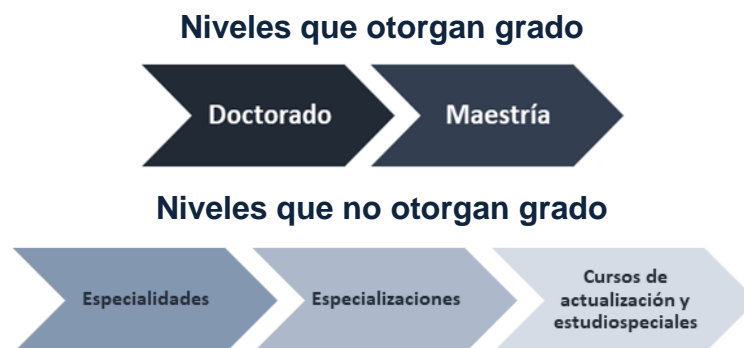 Niveles que otorgan grado
Doctorado
Maestría
Niveles que no otorgan grado
Especialidades
Especializaciones
Cursos de
actualización y
estudiospeciales